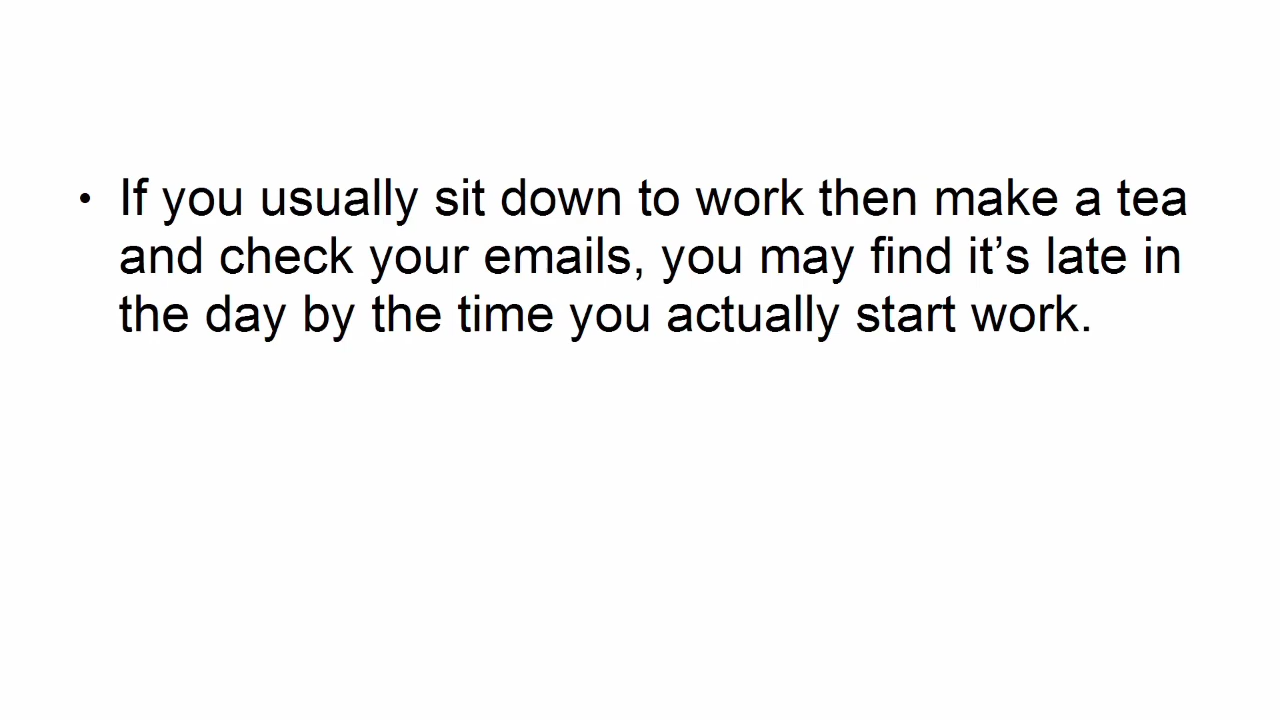 • If you usually sit down to work then make a tea
and check your emails, you may find it’s late in
the day by the time you actually start work.